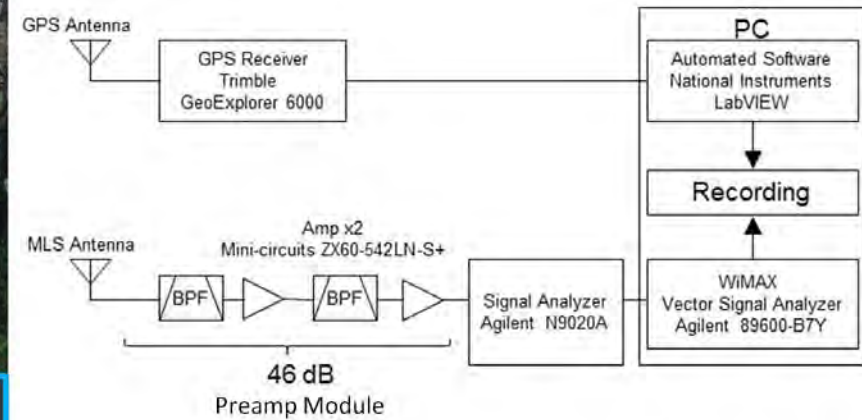 GPS Antenna
GPS Receiver
Trimble
GeoExplorer 6000
PC
Automated Software
National Instruments
LabVIEW
Recording
MLS Antenna
Amp x2
Mini-circuits ZX60-542LN-S+
BPF
BPF
Signal Analyzer
Agilent N9020A
WiMAX
Vector Signal Analyzer
Agilent 89600-B7Y
46 dB
Preamp Module